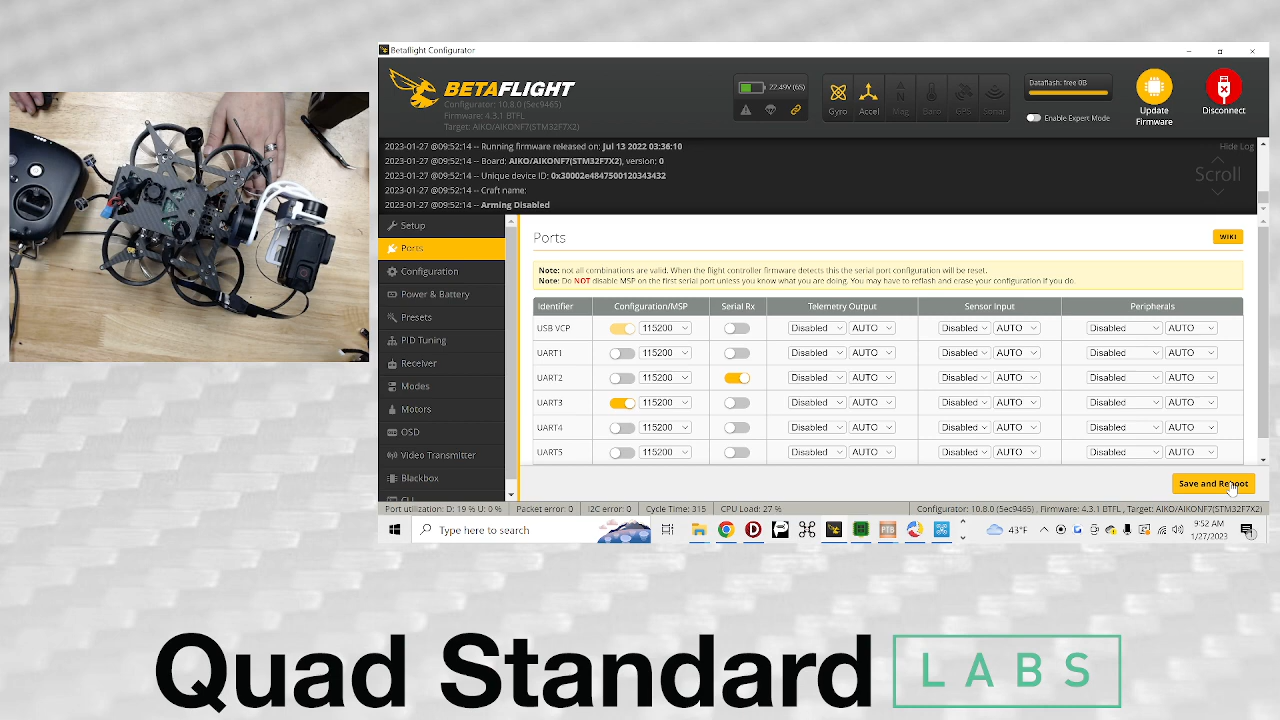 Betaflight Configurator
BETAFLIGHT
Configurator: 10.8.0 (5ec9465)
Firmware: 4.3.1 BTFL
Target: AIKO/AIKONF7(STM32F7X2)
22.49V (6S)
Gyro
Accel
Mag
Baro
GPS
Sonar
Dataflash: free 0B
Enable Expert Mode
Update
Firmware
Disconnect
2023-01-27 @09:52:14 -- Running firmware released on: Jul 13 2022 03:36:10
2023-01-27 @09:52:14 -- Board: AIKO/AIKONF7(STM32F7X2), version: 0
2023-01-27 @09:52:14 -- Unique device ID: 0x30002e4847500120343432
2023-01-27 @09:52:14 -- Craft name:
2023-01-27 @09:52:14 -- Arming Disabled
Hide Log
Scroll
Setup
Ports
Configuration
Power & Battery
Presets
PID Tuning
Receiver
Modes
Motors
OSD
Video Transmitter
Blackbox
CLI
Ports
WIKI
Note: not all combinations are valid. When the flight controller firmware detects this the serial port configuration will be reset.
Note: Do NOT disable MSP on the first serial port unless you know what you are doing. You may have to reflash and erase your configuration if you do.
Identifier Configuration/MSP Serial Rx Telemetry Output Sensor Input Peripherals
USB VCP 115200 Disabled AUTO Disabled AUTO Disabled AUTO
UART1 115200 Disabled AUTO Disabled AUTO Disabled AUTO
UART2 115200 Disabled AUTO Disabled AUTO Disabled AUTO
UART3 115200 Disabled AUTO Disabled AUTO Disabled AUTO
UART4 115200 Disabled AUTO Disabled AUTO Disabled AUTO
UART5 115200 Disabled AUTO Disabled AUTO Disabled AUTO
Save and Reboot
Port utilization: D: 19 % U: 0 % Packet error: 0 I2C error: 0 Cycle Time: 315 CPU Load: 27 % Configurator: 10.8.0 (5ec9465), Firmware: 4.3.1 BTFL, Target: AIKO/AIKONF7(STM32F7X2)
Type here to search
43°F
9:52 AM
1/27/2023
Quad Standard LABS